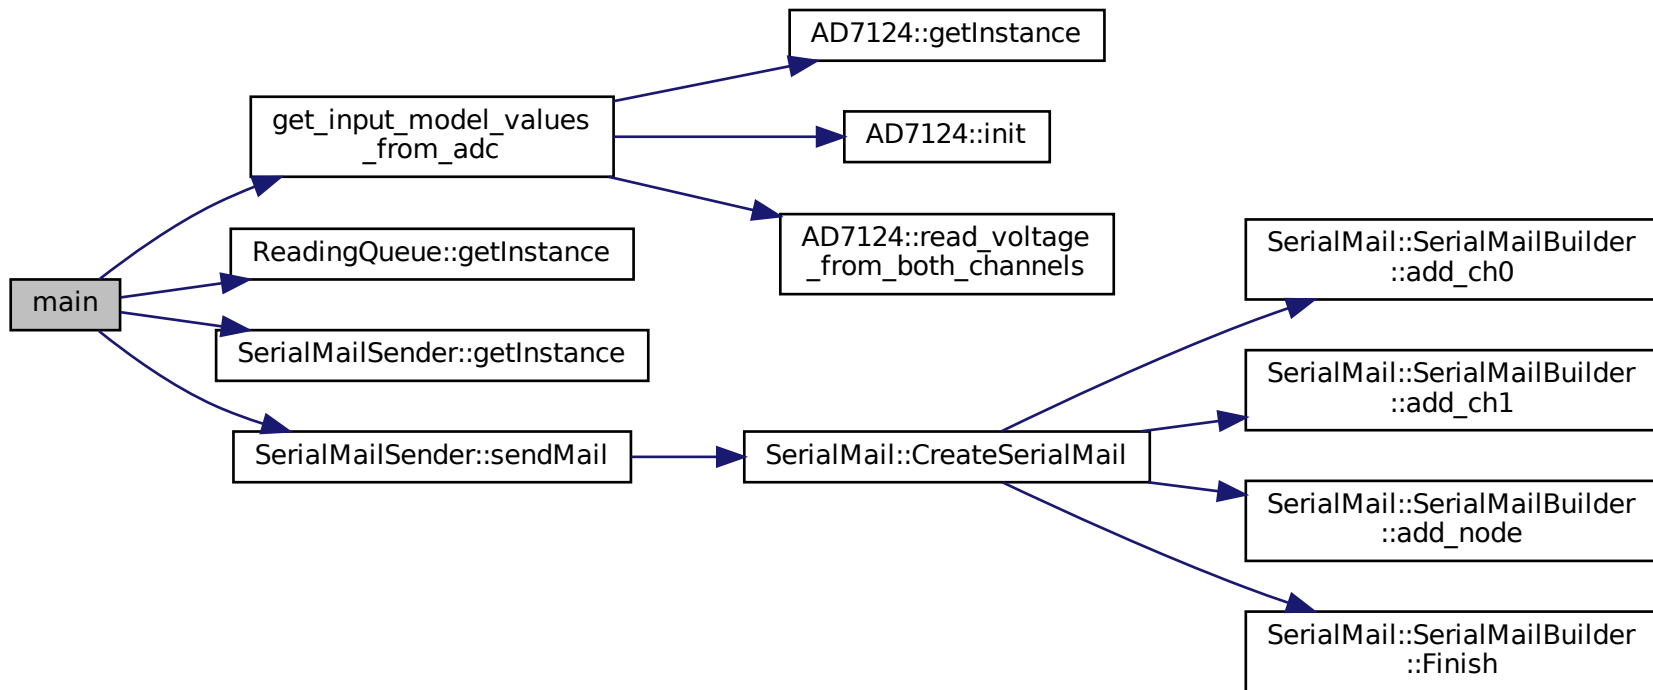 main
get_input_model_values
_from_adc
ReadingQueue::getInstance
SerialMailSender::getInstance
SerialMailSender::sendMail
AD7124::getInstance
AD7124::init
AD7124::read_voltage
_from_both_channels
SerialMail::CreateSerialMail
SerialMail::SerialMailBuilder
::add_ch0
SerialMail::SerialMailBuilder
::add_ch1
SerialMail::SerialMailBuilder
::add_node
SerialMail::SerialMailBuilder
::Finish